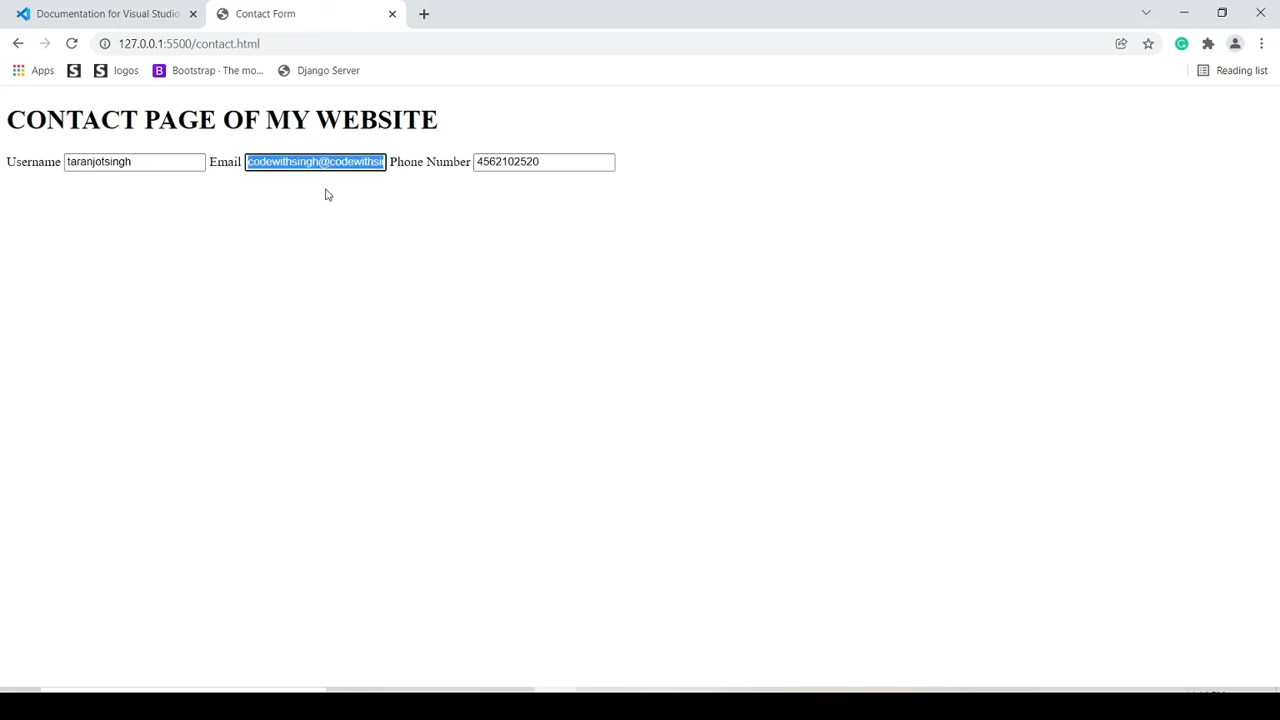 Documentation for Visual Studio
Contact Form
127.0.0.1:5500/contact.html
Apps
logos
Bootstrap · The mo...
Django Server
Reading list
CONTACT PAGE OF MY WEBSITE
Username taranjotsingh Email codewithsingh@codewithsi Phone Number 4562102520